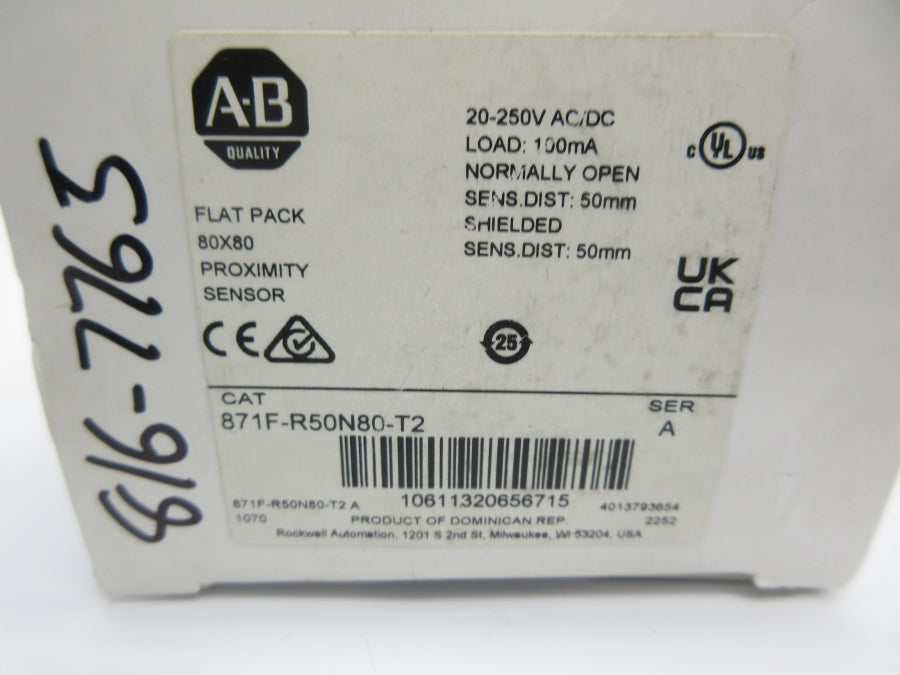 A-B
QUALITY
FLAT PACK
80X80
PROXIMITY
SENSOR
20-250V AC/DC
LOAD: 100mA
NORMALLY OPEN
SENS.DIST: 50mm
SHIELDED
SENS.DIST: 50mm
C UL US
UK
CA
CE
25
CAT
871F-R50N80-T2
SER
A
10611320656715
871F-R50N80-T2 A
1070
4013793654
2252
PRODUCT OF DOMINICAN REP.
Rockwell Automation, 1201 S 2nd St, Milwaukee, WI 53204, USA
816-7765